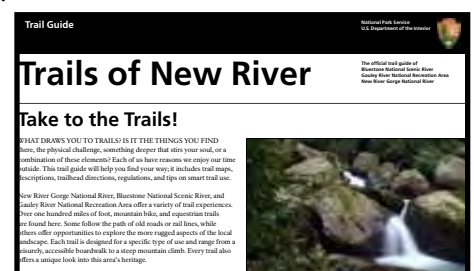 Trail Guide
National Park Service
U.S. Department of the Interior
Trails of New River
The official trail guide of
Bluestone National Scenic River
Gauley River National Recreation Area
New River Gorge National River
Take to the Trails!
WHAT DRAWS YOU TO TRAILS? IS IT THE THINGS YOU FIND
there, the physical challenge, something deeper that stirs your soul, or a
combination of these elements? Each of us have reasons we enjoy our time
outside. This trail guide will help you find your way; it includes trail maps,
descriptions, trailhead directions, regulations, and tips on smart trail use.
New River Gorge National River, Bluestone National Scenic River, and
Gauley River National Recreation Area offer a variety of trail experiences.
Over one hundred miles of foot, mountain bike, and equestrian trails
are found here. Some follow the path of old roads or rail lines, while
others offer opportunities to explore the more rugged aspects of the local
landscape. Each trail is designed for a specific type of use and range from a
leisurely, accessible boardwalk to a steep mountain climb. Every trail also
offers a unique look into this area's heritage.